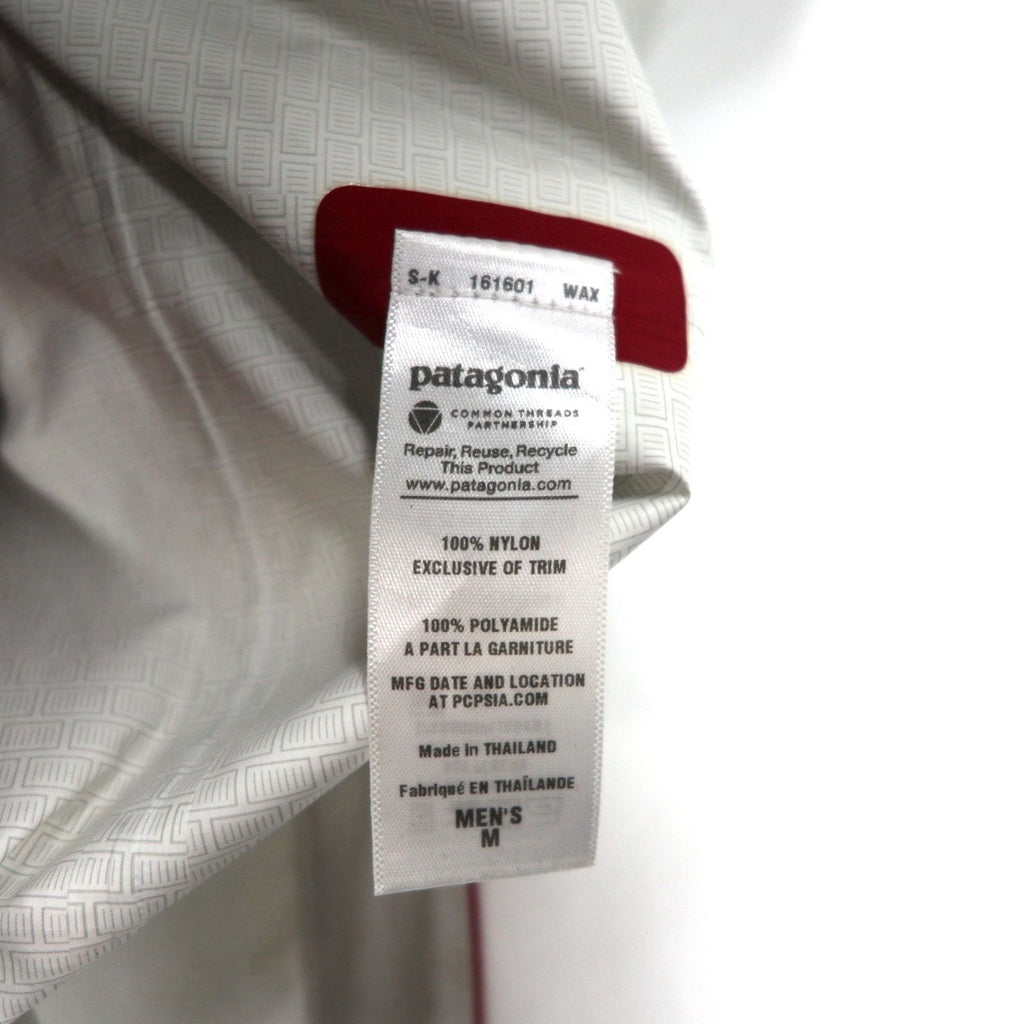 S-K 161601 WAX
patagonia
COMMON THREADS
PARTNERSHIP
Repair, Reuse, Recycle
This Product
www.patagonia.com
100% NYLON
EXCLUSIVE OF TRIM
100% POLYAMIDE
A PART LA GARNITURE
MFG DATE AND LOCATION
AT PCPSIA.COM
Made in THAILAND
Fabriqué EN THAÏLANDE
MEN'S
M